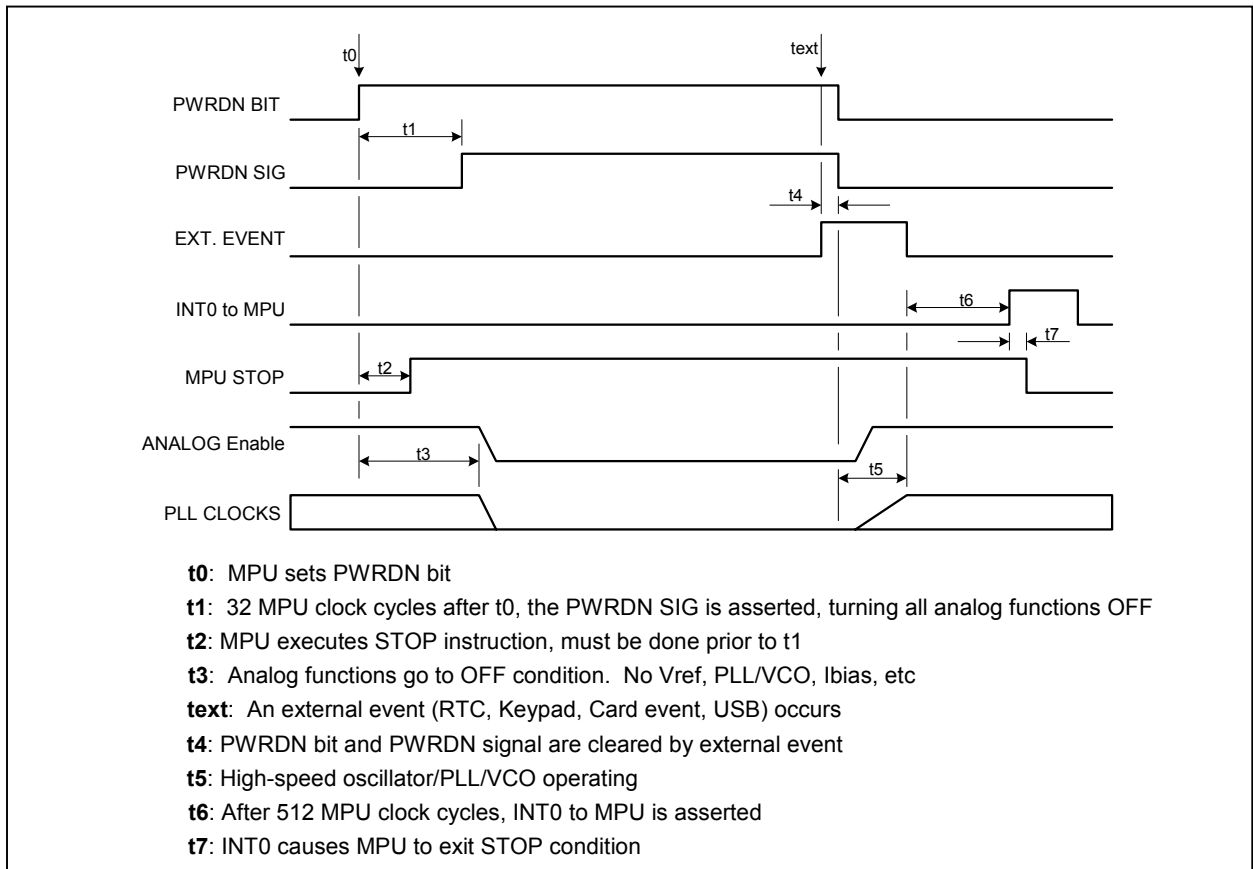 t0
text
PWRDN BIT
t1
PWRDN SIG
t4
EXT. EVENT
INT0 to MPU
t6
t7
MPU STOP
t2
ANALOG Enable
t3
t5
PLL CLOCKS
t0: MPU sets PWRDN bit
t1: 32 MPU clock cycles after t0, the PWRDN SIG is asserted, turning all analog functions OFF
t2: MPU executes STOP instruction, must be done prior to t1
t3: Analog functions go to OFF condition. No Vref, PLL/VCO, Ibias, etc
text: An external event (RTC, Keypad, Card event, USB) occurs
t4: PWRDN bit and PWRDN signal are cleared by external event
t5: High-speed oscillator/PLL/VCO operating
t6: After 512 MPU clock cycles, INT0 to MPU is asserted
t7: INT0 causes MPU to exit STOP condition